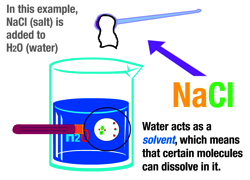 In this example,
NaCl (salt) is
added to
H2O (water)
NaCl
H2O
Water acts as a
solvent, which means
that certain molecules
can dissolve in it.